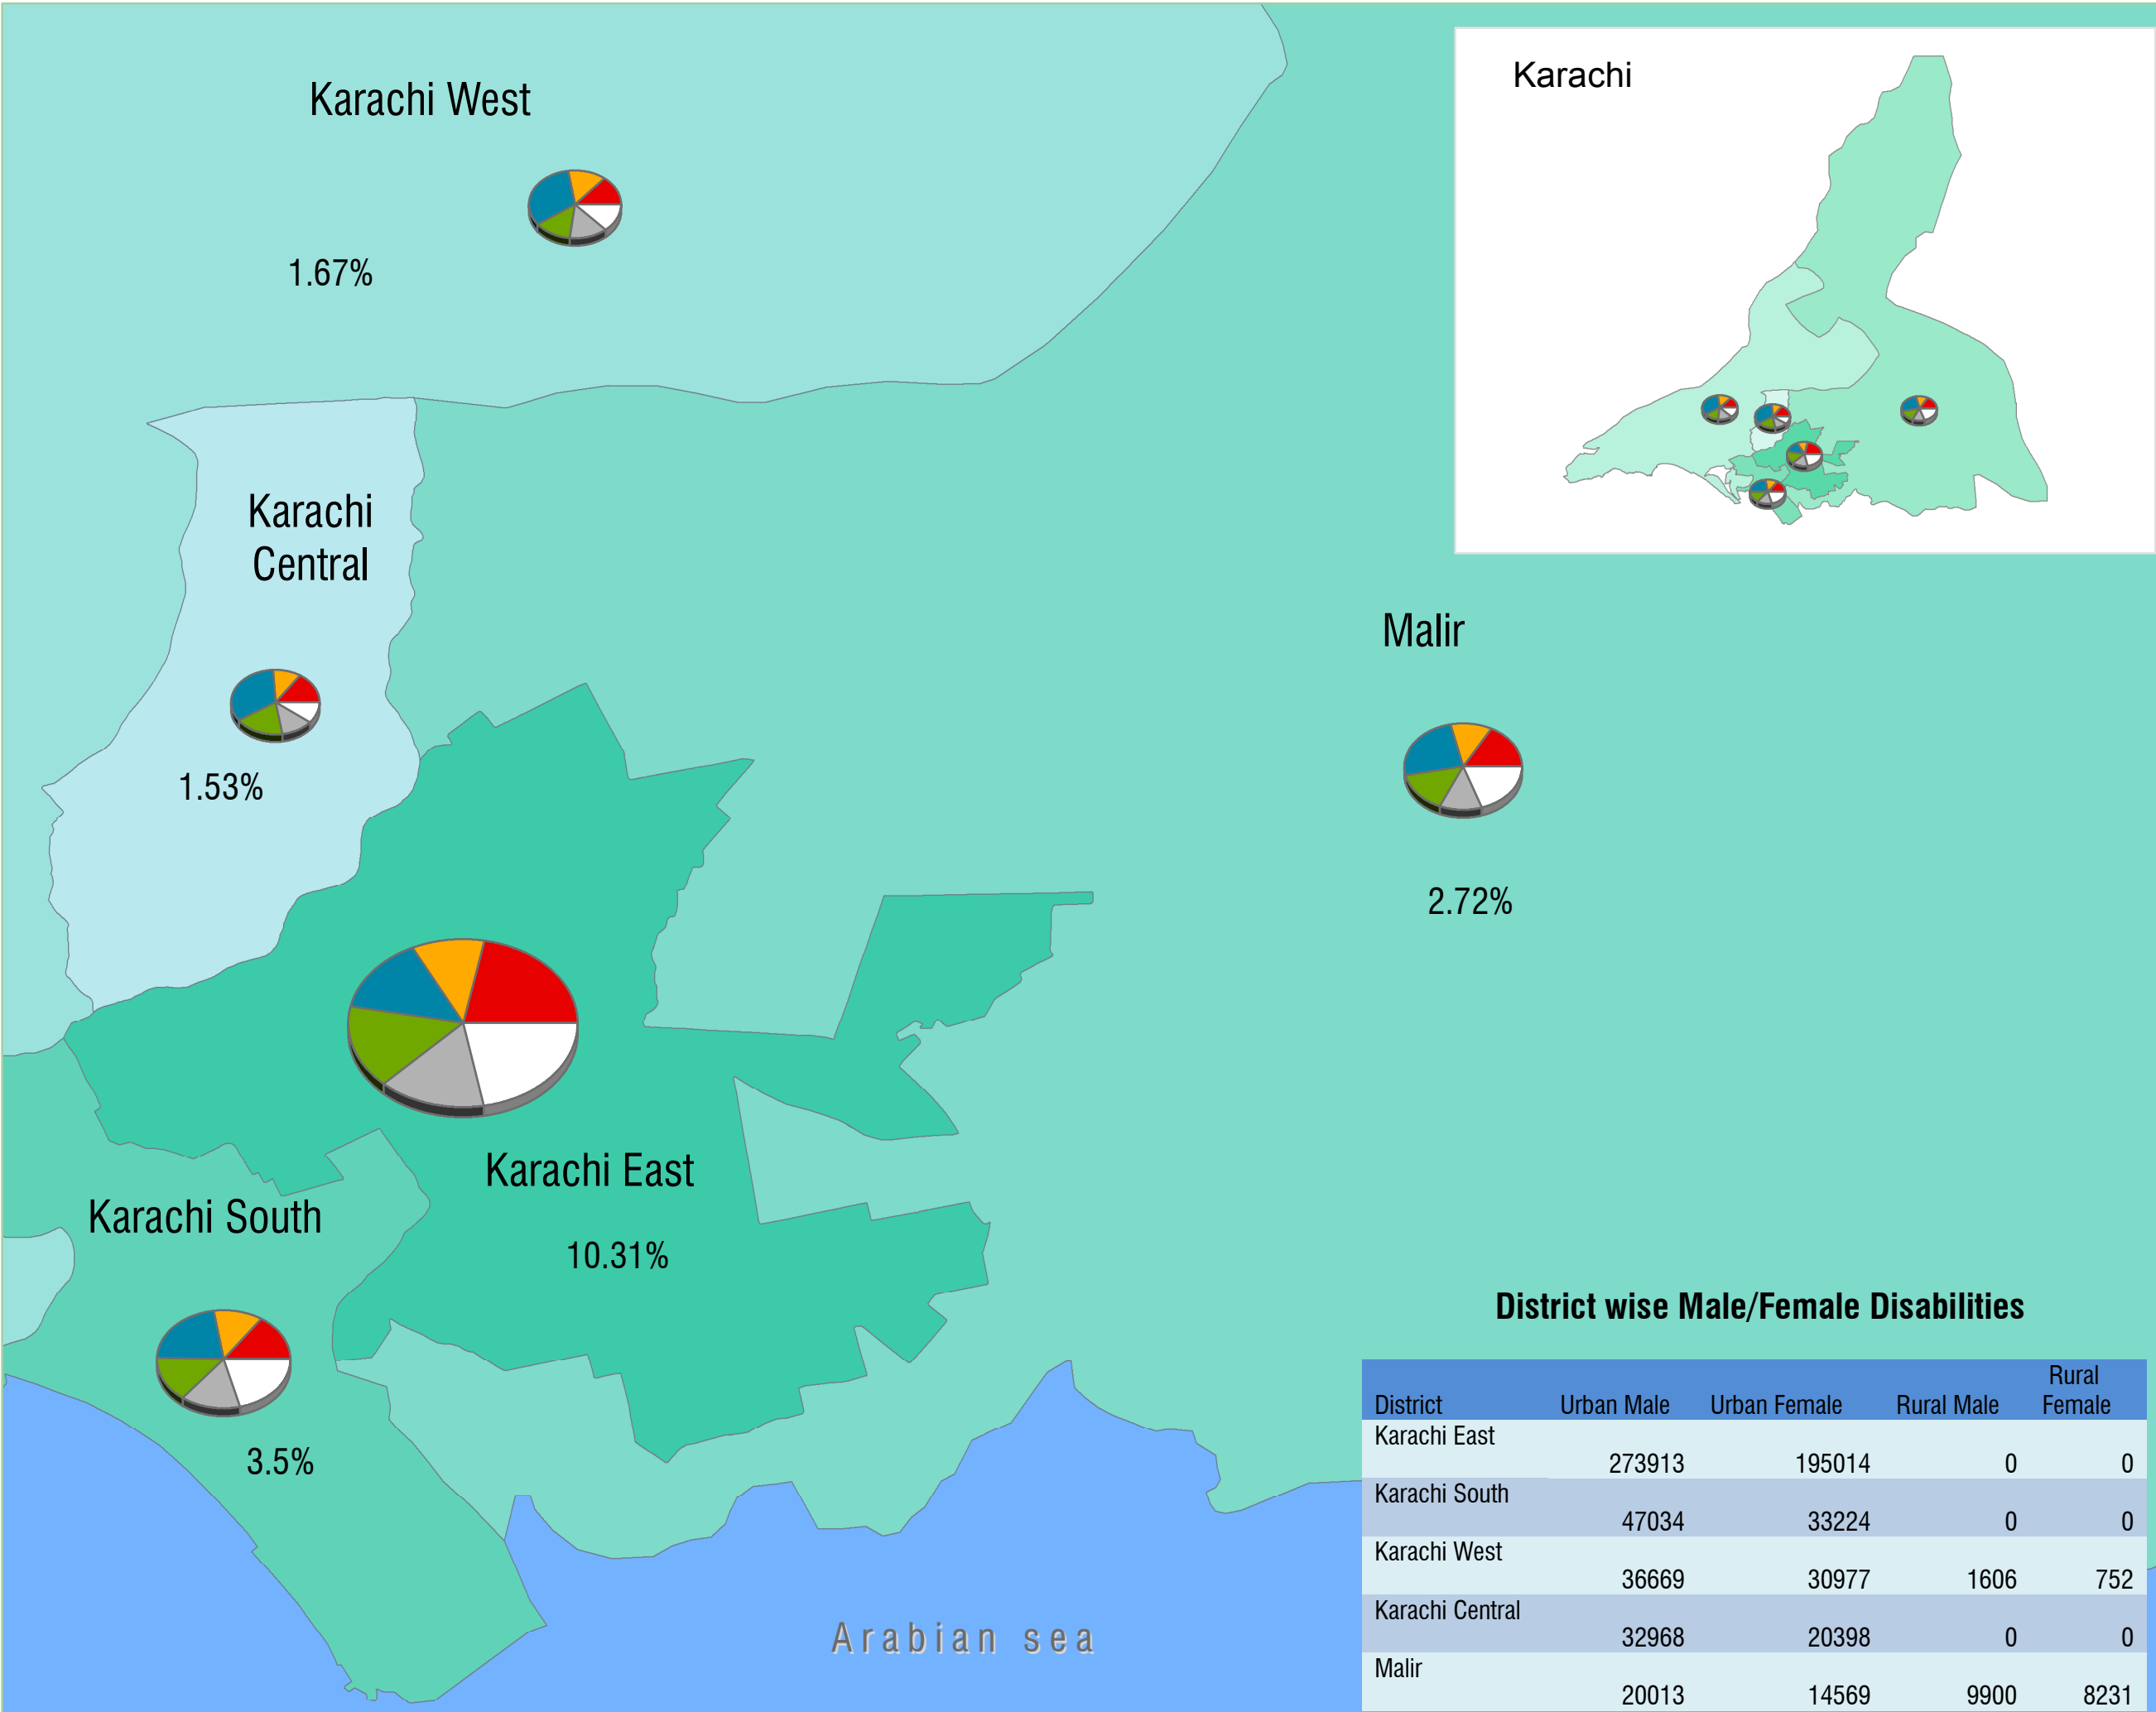 Karachi West
1.67%
Karachi
Karachi
Central
1.53%
Malir
2.72%
Karachi East
10.31%
Karachi South
3.5%
Arabian sea
District wise Male/Female Disabilities
District Urban Male Urban Female Rural Male Rural Female
Karachi East
273913 195014 0 0
Karachi South
47034 33224 0 0
Karachi West
36669 30977 1606 752
Karachi Central
32968 20398 0 0
Malir
20013 14569 9900 8231